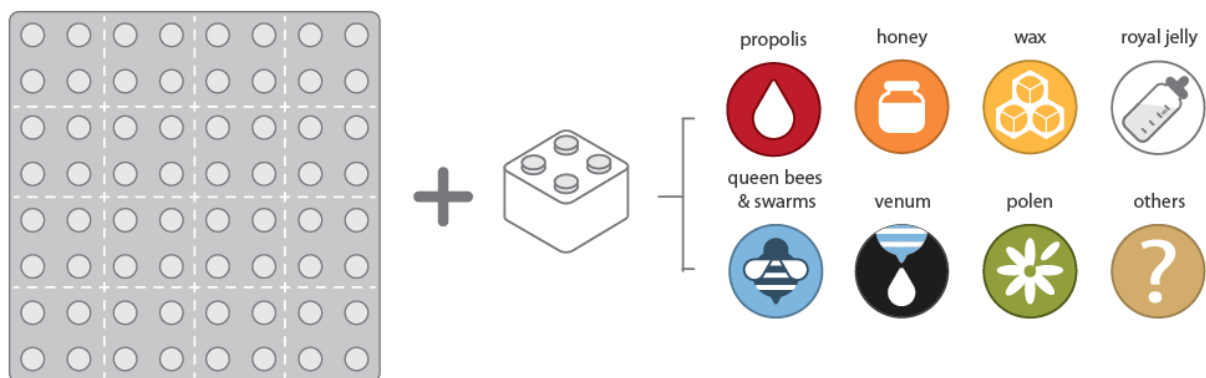 propolis
honey
wax
royal jelly
queen bees
& swarms
venum
polen
others
?